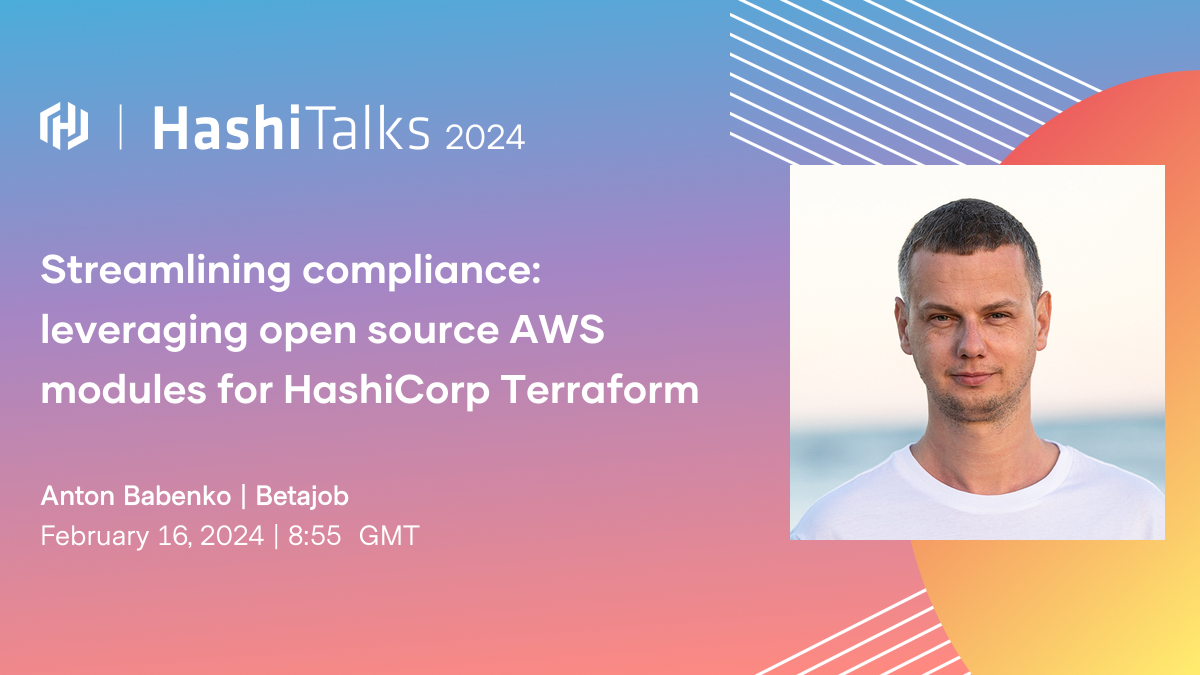 HashiTalks 2024
Streamlining compliance:
leveraging open source AWS
modules for HashiCorp Terraform
Anton Babenko | Betajob
February 16, 2024 | 8:55 GMT